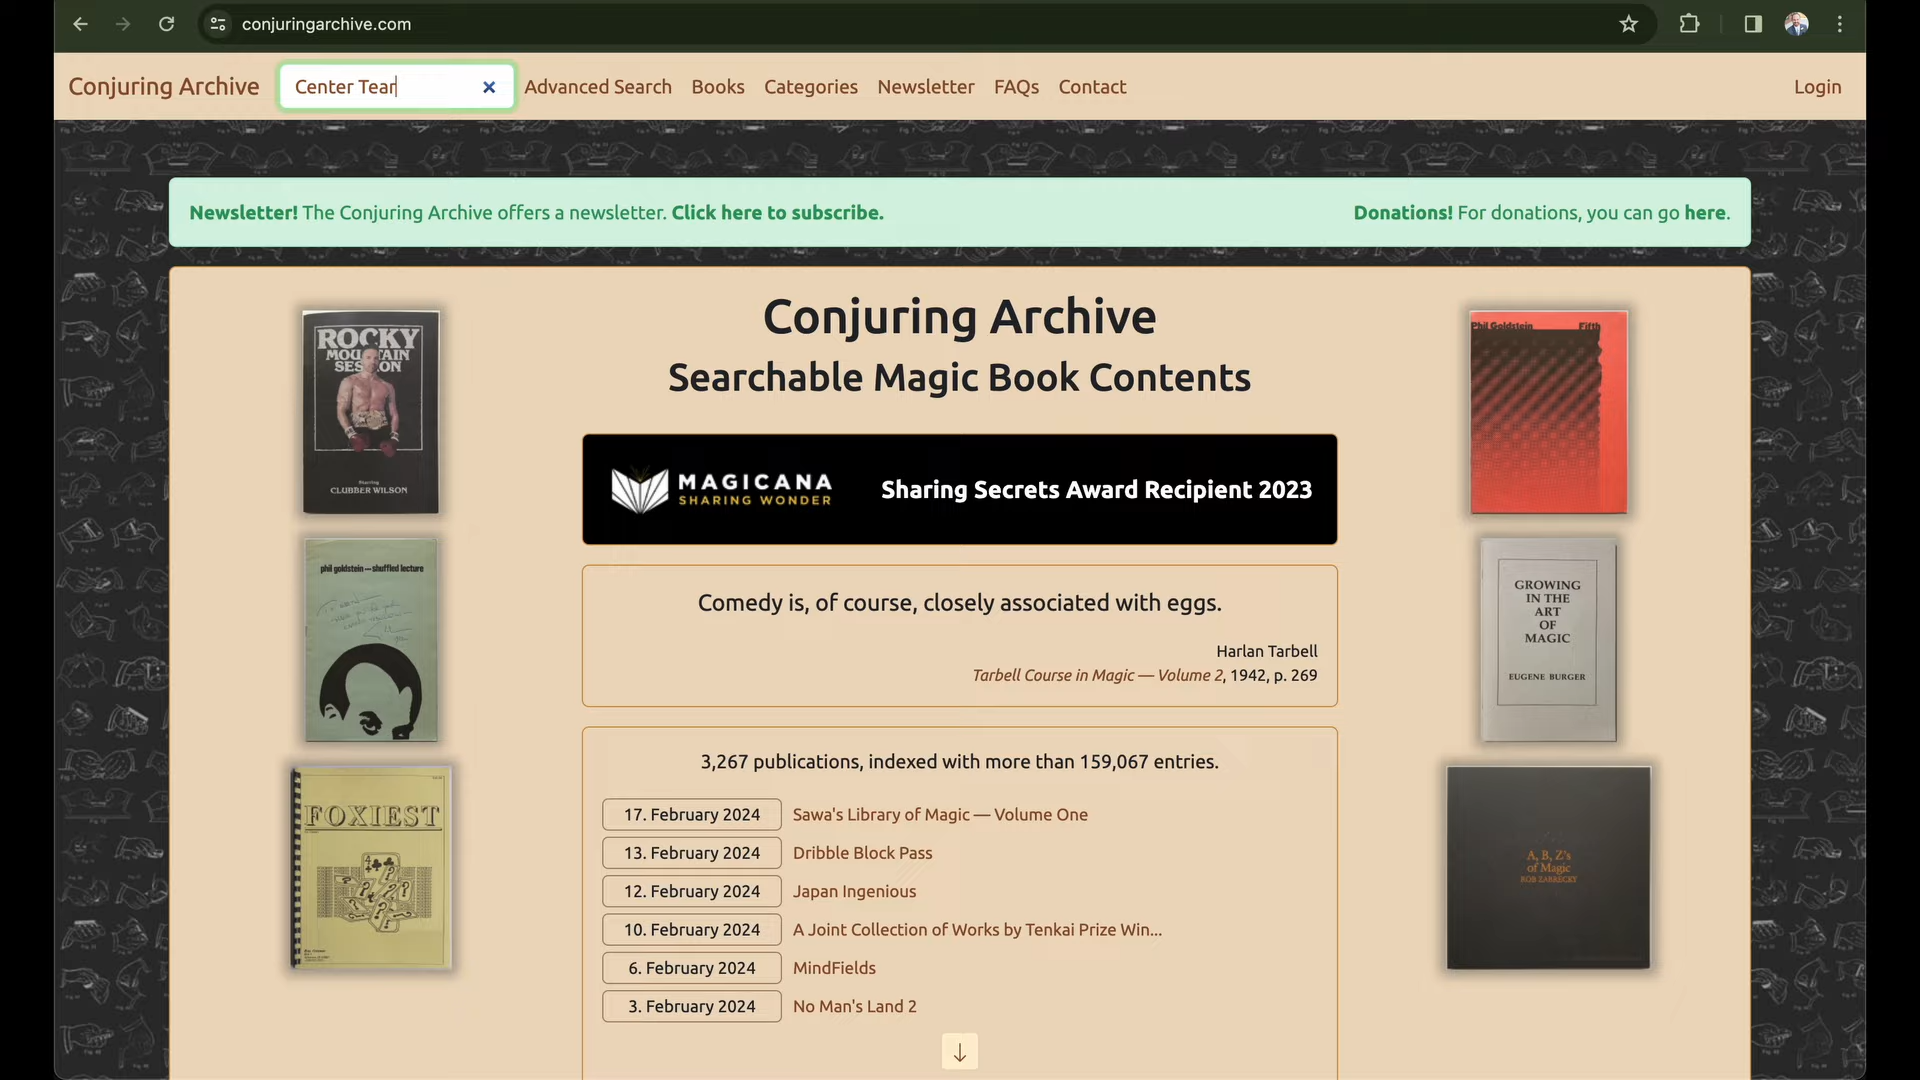 conjuringarchive.com
Conjuring Archive
Center Tear
Advanced Search
Books
Categories
Newsletter
FAQs
Contact
Login
Newsletter! The Conjuring Archive offers a newsletter. Click here to subscribe.
Donations! For donations, you can go here.
Conjuring Archive
Searchable Magic Book Contents
MAGICANA
SHARING WONDER
Sharing Secrets Award Recipient 2023
Comedy is, of course, closely associated with eggs.
Harlan Tarbell
Tarbell Course in Magic — Volume 2, 1942, p. 269
3,267 publications, indexed with more than 159,067 entries.
17. February 2024 Sawa's Library of Magic — Volume One
13. February 2024 Dribble Block Pass
12. February 2024 Japan Ingenious
10. February 2024 A Joint Collection of Works by Tenkai Prize Win...
6. February 2024 MindFields
3. February 2024 No Man's Land 2
ROCKY
MOUNTAIN
SESSION
Starring
CLUBBER WILSON
phil goldstein—shuffled lecture
FOXIEST
Phil Goldstein Fifth
GROWING
IN THE
ART
OF
MAGIC
EUGENE BURGER
A, B, Z's
of Magic
ROB ZABRECKY